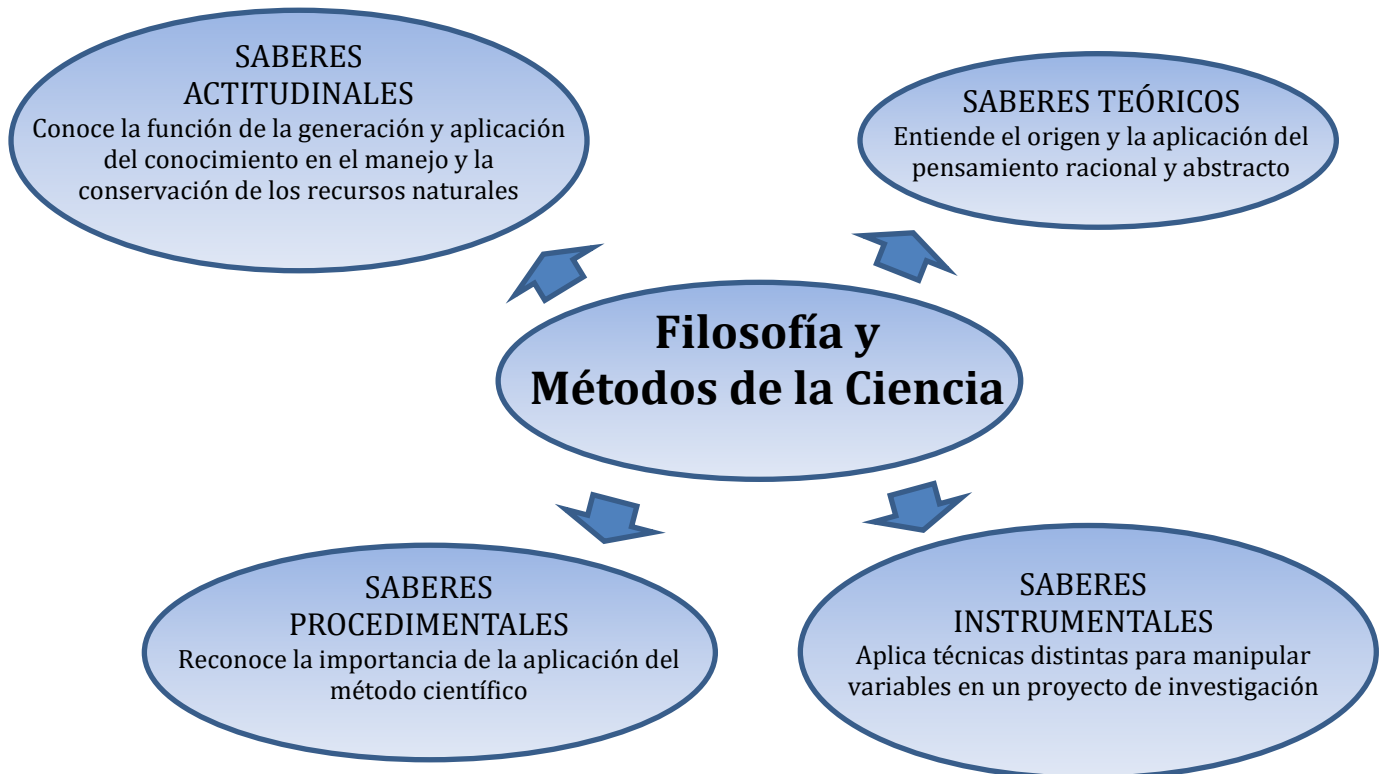 SABERES
ACTITUDINALES
Conoce la función de la generación y aplicación
del conocimiento en el manejo y la
conservación de los recursos naturales
SABERES TEÓRICOS
Entiende el origen y la aplicación del
pensamiento racional y abstracto
Filosofía y
Métodos de la Ciencia
SABERES
PROCEDIMENTALES
Reconoce la importancia de la aplicación del
método científico
SABERES
INSTRUMENTALES
Aplica técnicas distintas para manipular
variables en un proyecto de investigación